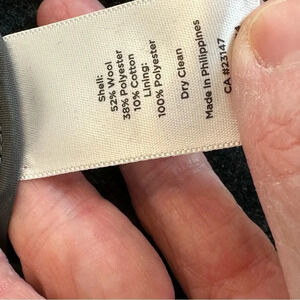 Shell:
52% Wool
38% Polyester
10% Cotton
Lining:
100% Polyester
Dry Clean
Made in Philippines
CA #23147